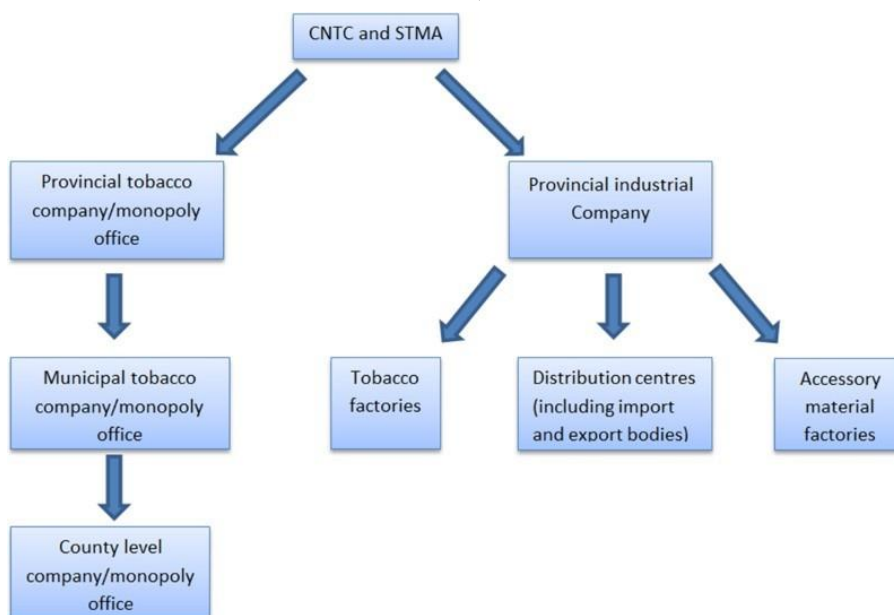 CNTC and STMA
Provincial tobacco
company/monopoly
office
Provincial industrial
Company
Municipal tobacco
company/monopoly
office
Tobacco
factories
Distribution centres
(including import
and export bodies)
Accessory
material
factories
County level
company/monopoly
office